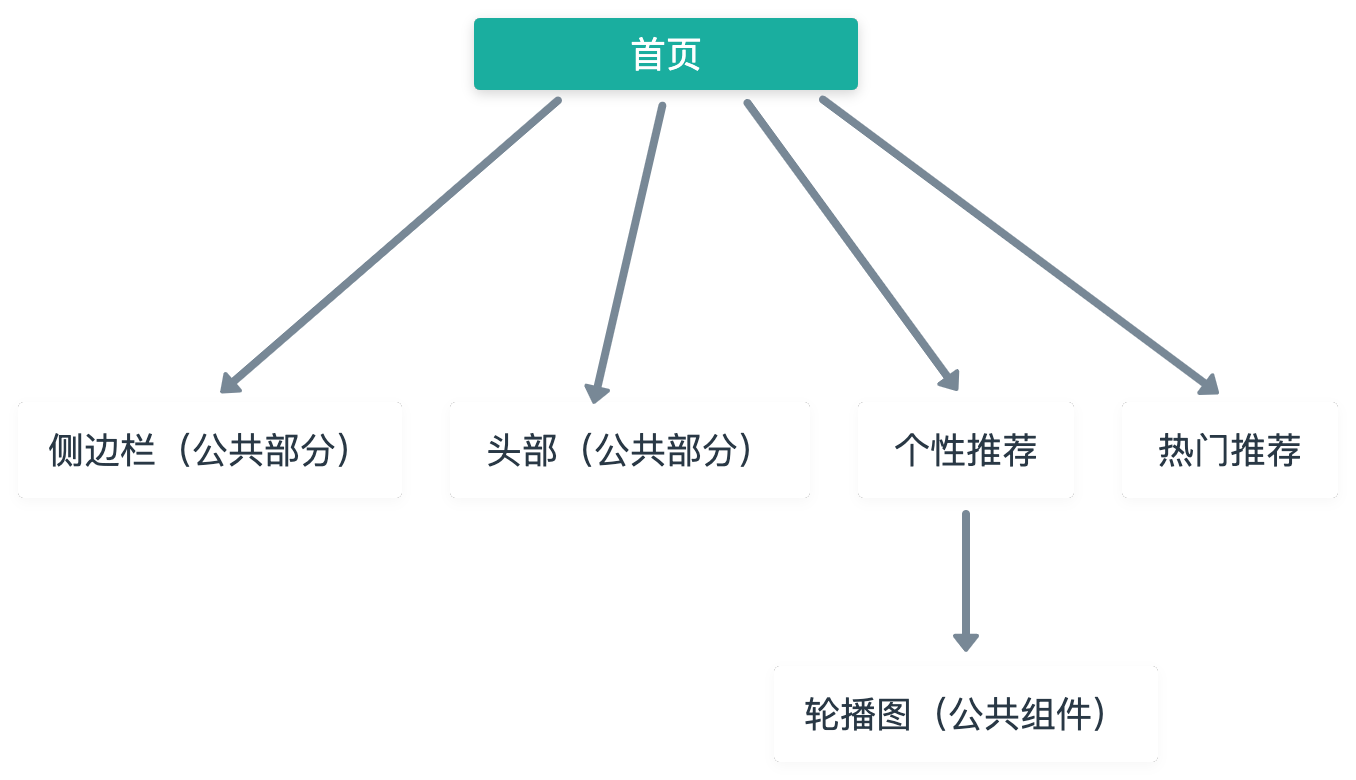 首页
侧边栏（公共部分）
头部（公共部分）
个性推荐
热门推荐
轮播图（公共组件）